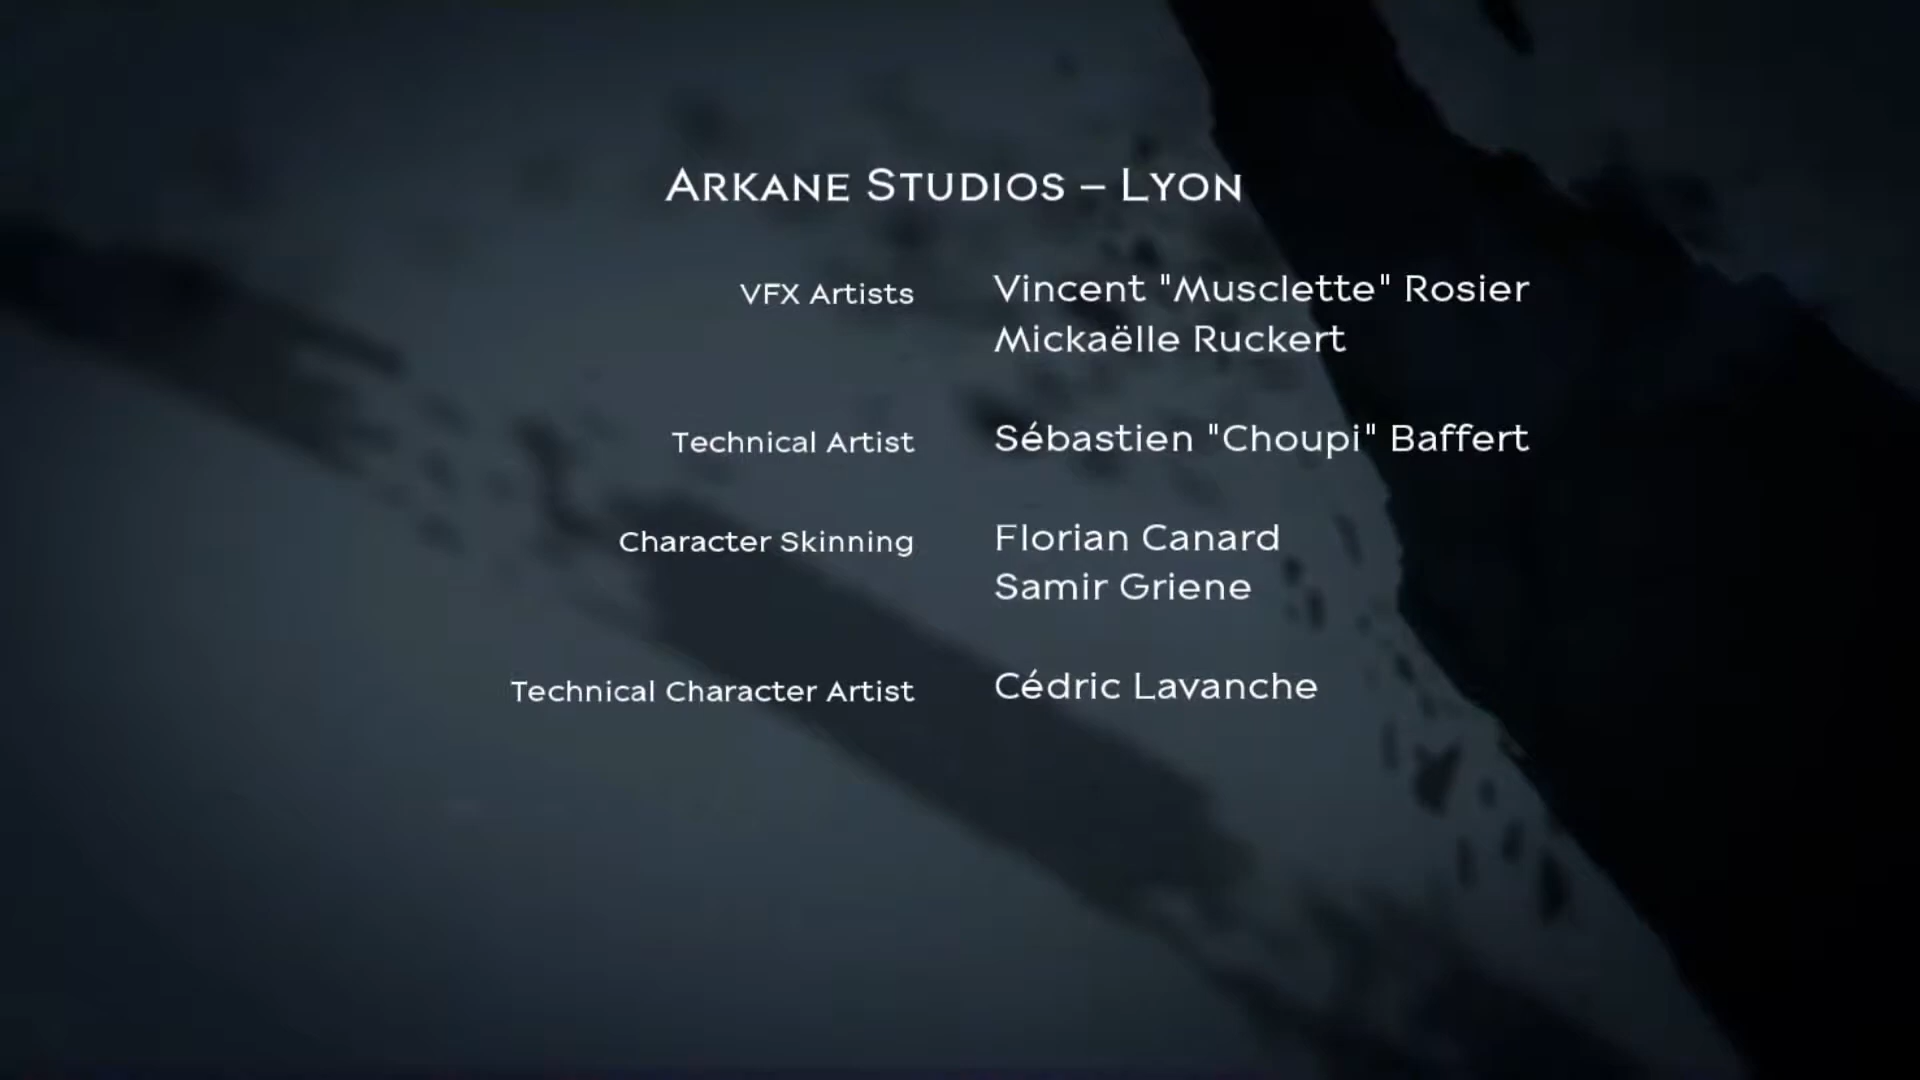 ARKANE STUDIOS – LYON
VFX Artists Vincent "Musclette" Rosier
Mickaëlle Ruckert
Technical Artist Sébastien "Choupi" Baffert
Character Skinning Florian Canard
Samir Griene
Technical Character Artist Cédric Lavanche